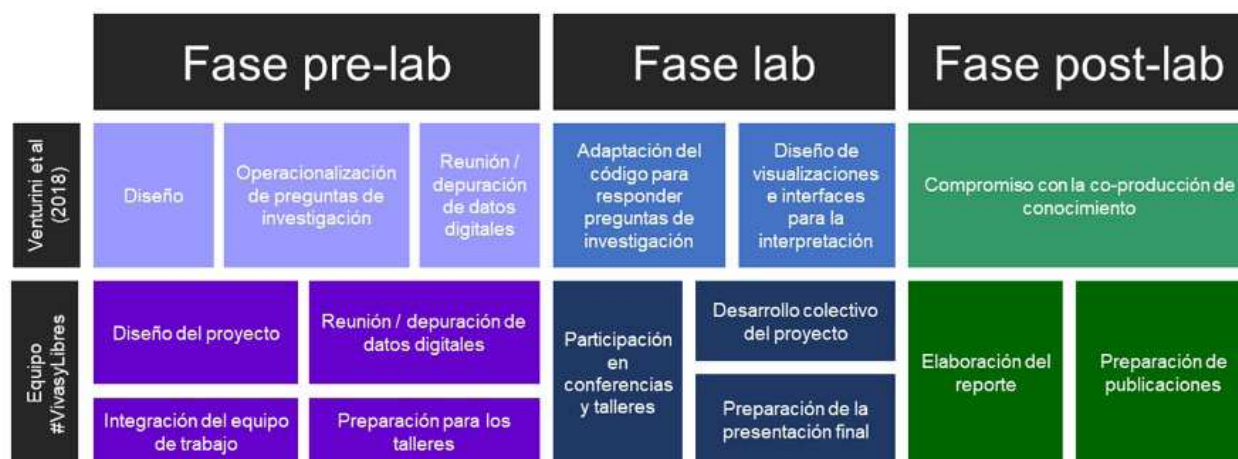 Fase pre-lab
Fase lab
Fase post-lab
Venturini et al
(2018)
Diseño
Operacionalización
de preguntas de
investigación
Reunión /
depuración
de datos
digitales
Adaptación del
código para
responder
preguntas de
investigación
Diseño de
visualizaciones
e interfaces
para la
interpretación
Compromiso con la co-producción de
conocimiento
Equipo
#VivasyLibres
Diseño del proyecto
Reunión / depuración de
datos digitales
Integración del equipo
de trabajo
Preparación para los
talleres
Participación
en
conferencias
y talleres
Desarrollo colectivo
del proyecto
Preparación de la
presentación final
Elaboración del
reporte
Preparación de
publicaciones